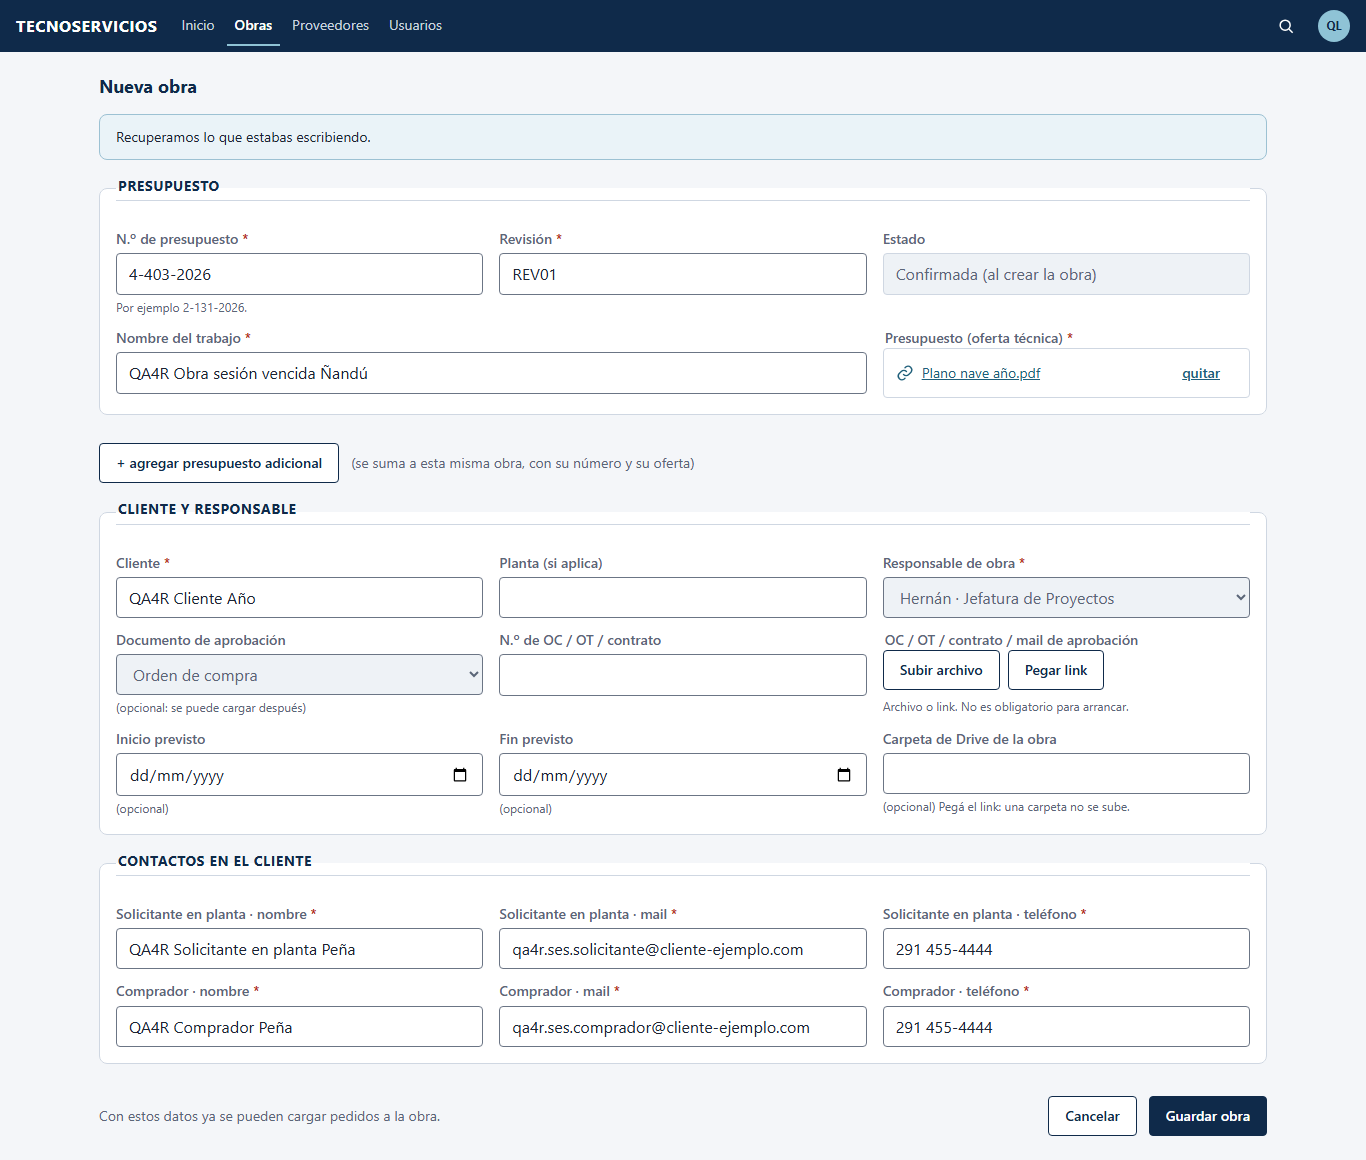 TECNOSERVICIOS Inicio Obras Proveedores Usuarios QL
Nueva obra
Recuperamos lo que estabas escribiendo.
PRESUPUESTO
N.º de presupuesto * Revisión * Estado
4-403-2026 REV01 Confirmada (al crear la obra)
Por ejemplo 2-131-2026.
Nombre del trabajo * Presupuesto (oferta técnica) *
QA4R Obra sesión vencida Ñandú Plano nave año.pdf quitar
+ agregar presupuesto adicional (se suma a esta misma obra, con su número y su oferta)
CLIENTE Y RESPONSABLE
Cliente * Planta (si aplica) Responsable de obra *
QA4R Cliente Año Hernán · Jefatura de Proyectos
Documento de aprobación N.º de OC / OT / contrato OC / OT / contrato / mail de aprobación
Orden de compra Subir archivo Pegar link
(opcional: se puede cargar después) Archivo o link. No es obligatorio para arrancar.
Inicio previsto Fin previsto Carpeta de Drive de la obra
dd/mm/yyyy dd/mm/yyyy
(opcional) (opcional) (opcional) Pegá el link: una carpeta no se sube.
CONTACTOS EN EL CLIENTE
Solicitante en planta · nombre * Solicitante en planta · mail * Solicitante en planta · teléfono *
QA4R Solicitante en planta Peña qa4r.ses.solicitante@cliente-ejemplo.com 291 455-4444
Comprador · nombre * Comprador · mail * Comprador · teléfono *
QA4R Comprador Peña qa4r.ses.comprador@cliente-ejemplo.com 291 455-4444
Con estos datos ya se pueden cargar pedidos a la obra. Cancelar Guardar obra